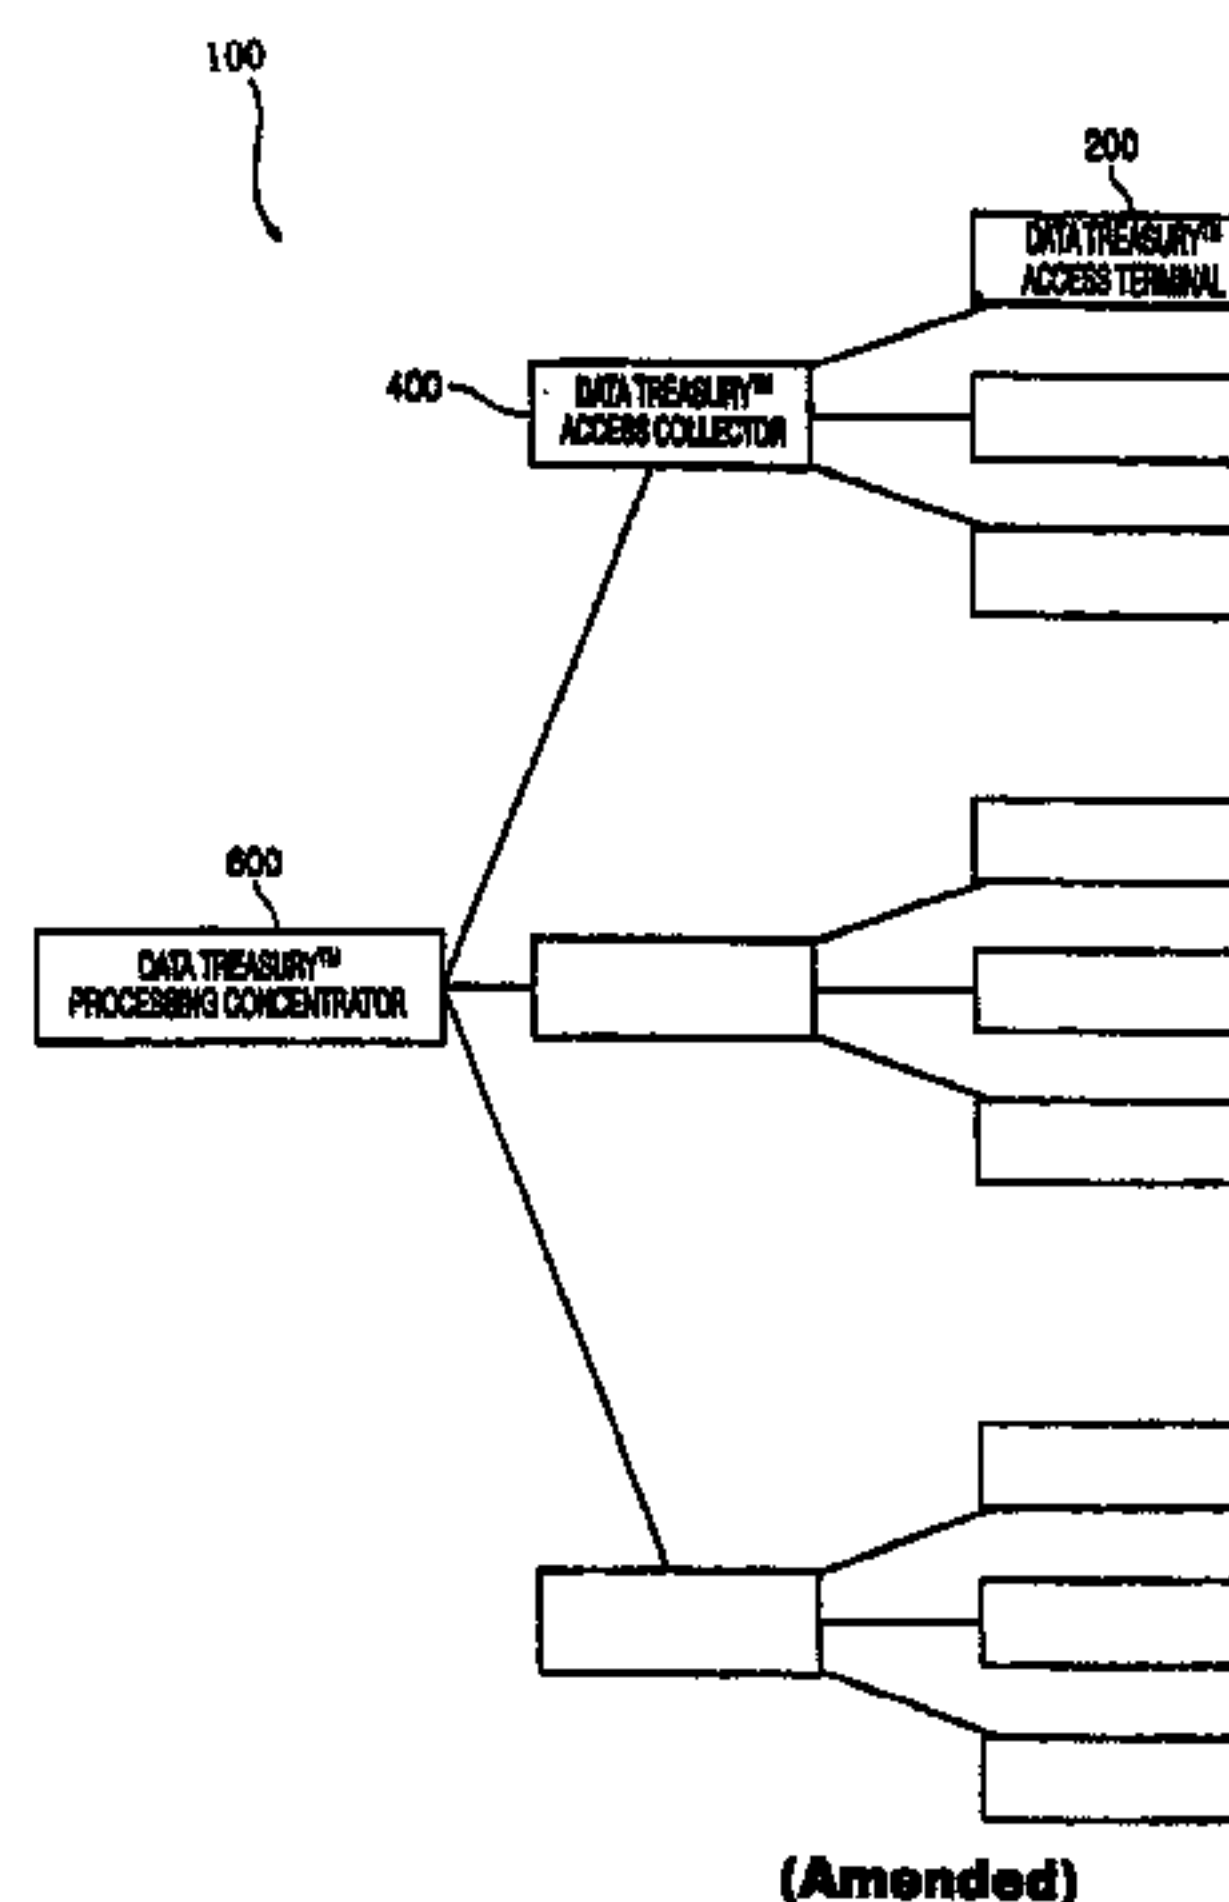 100
200
DATA TREASURY™
ACCESS TERMINAL
400
DATA TREASURY™
ACCESS COLLECTOR
600
DATA TREASURY™
PROCESSING CONCENTRATOR
(Amended)